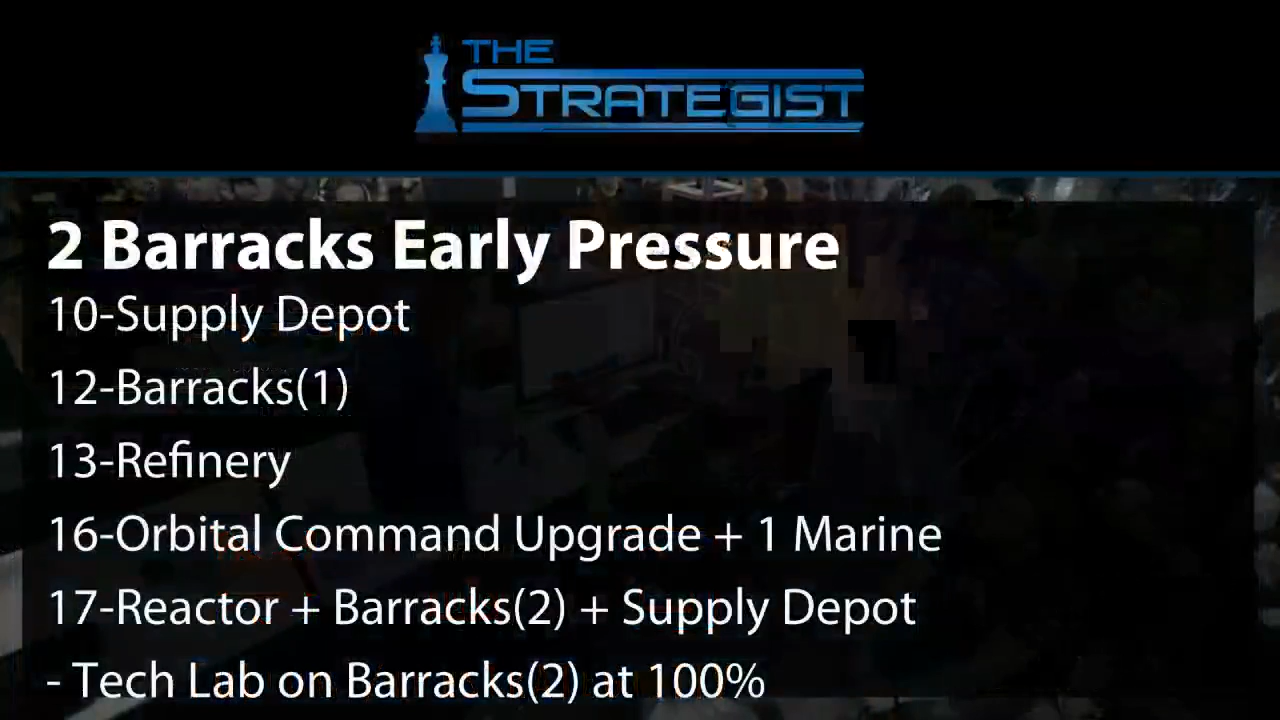 THE
STRATEGIST
2 Barracks Early Pressure
10-Supply Depot
12-Barracks(1)
13-Refinery
16-Orbital Command Upgrade + 1 Marine
17-Reactor + Barracks(2) + Supply Depot
- Tech Lab on Barracks(2) at 100%